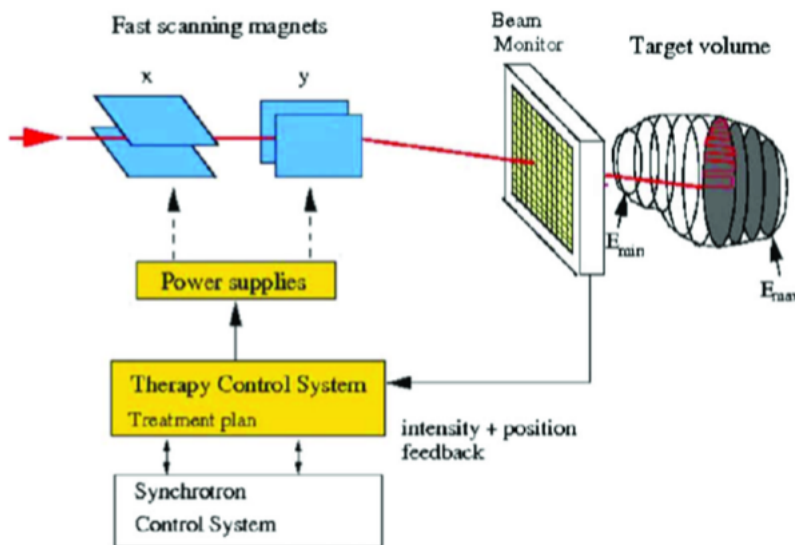 Fast scanning magnets
x
y
Beam
Monitor
Target volume
E min
E max
Power supplies
Therapy Control System
Treatment plan
intensity + position
feedback
Synchrotron
Control System